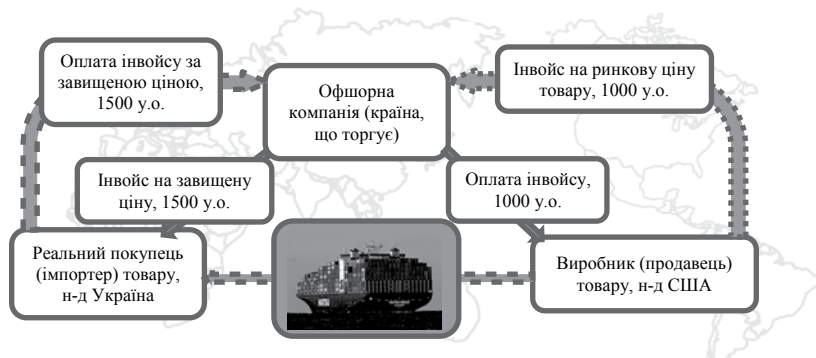 Оплата інвойсу за
завищеною ціною,
1500 у.о.
Офшорна
компанія (країна,
що торгує)
Інвойс на ринкову ціну
товару, 1000 у.о.
Інвойс на завищену
ціну, 1500 у.о.
Оплата інвойсу,
1000 у.о.
Реальний покупець
(імпортер) товару,
н-д Україна
Виробник (продавець)
товару, н-д США